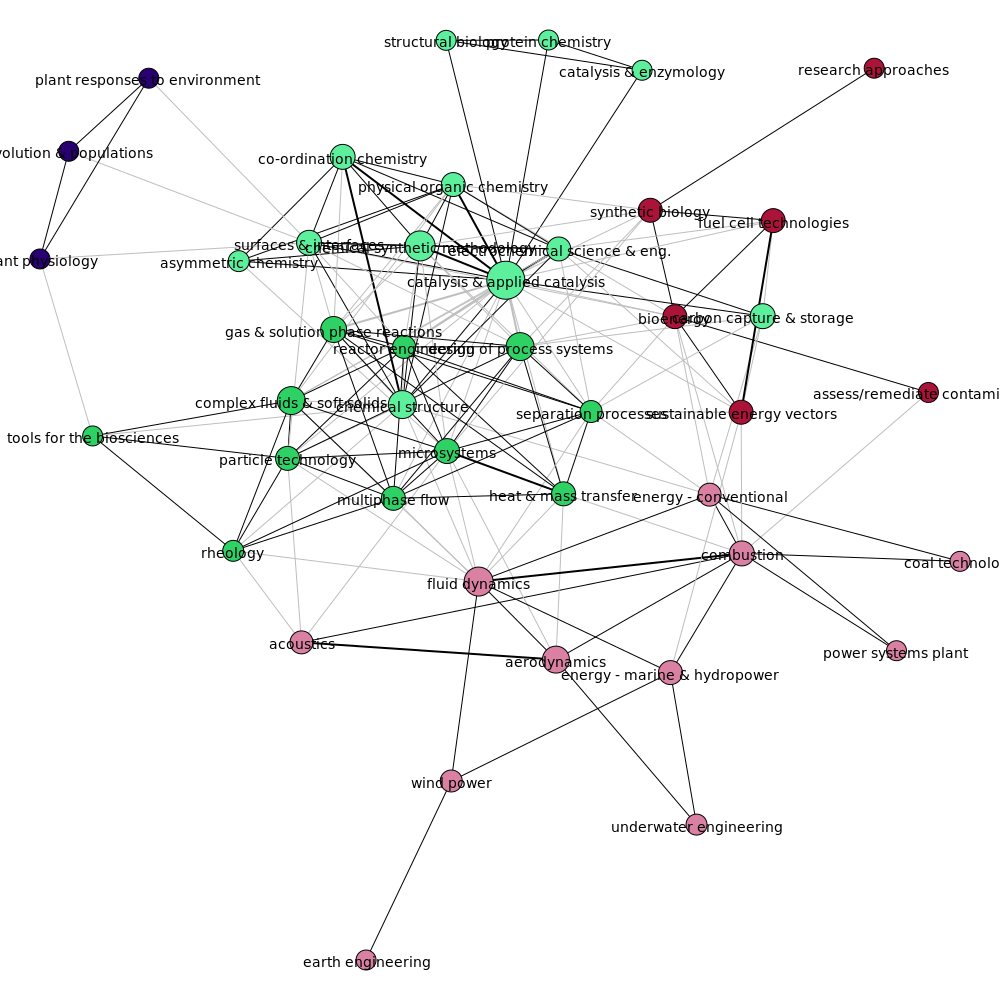 structural biology
protein chemistry
catalysis & enzymology
research approaches
plant responses to environment
volution & populations
co-ordination chemistry
physical organic chemistry
synthetic biology
fuel cell technologies
surfaces & interfaces
chemical synthetic methodology
electrochemical science & eng.
ant physiology
asymmetric chemistry
catalysis & applied catalysis
bioenergy
carbon capture & storage
gas & solution phase reactions
reactor engineering
design of process systems
assess/remediate contami
complex fluids & soft solids
chemical structure
separation processes
sustainable energy vectors
tools for the biosciences
particle technology
microsystems
multiphase flow
heat & mass transfer
energy - conventional
rheology
combustion
coal technolo
fluid dynamics
acoustics
aerodynamics
power systems plant
energy - marine & hydropower
wind power
underwater engineering
earth engineering